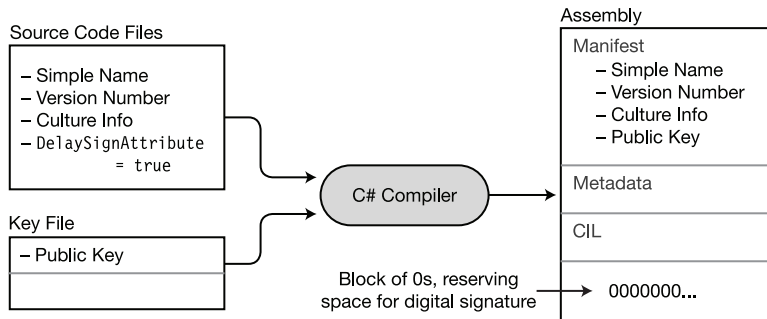 Source Code Files
– Simple Name
– Version Number
– Culture Info
– DelaySignAttribute
= true
Key File
– Public Key
C# Compiler
Block of 0s, reserving
space for digital signature
Assembly
Manifest
– Simple Name
– Version Number
– Culture Info
– Public Key
Metadata
CIL
0000000...